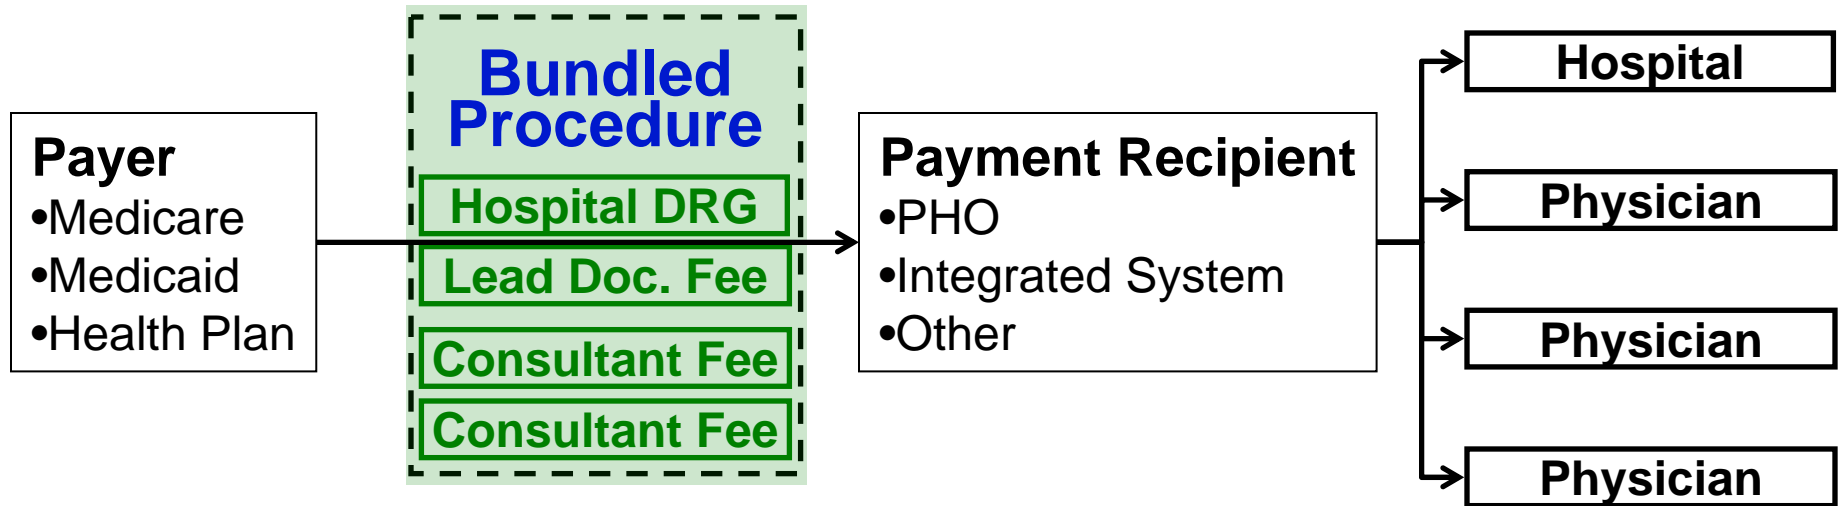 Payer
•Medicare
•Medicaid
•Health Plan
Bundled
Procedure
Hospital DRG
Lead Doc. Fee
Consultant Fee
Consultant Fee
Payment Recipient
•PHO
•Integrated System
•Other
Hospital
Physician
Physician
Physician